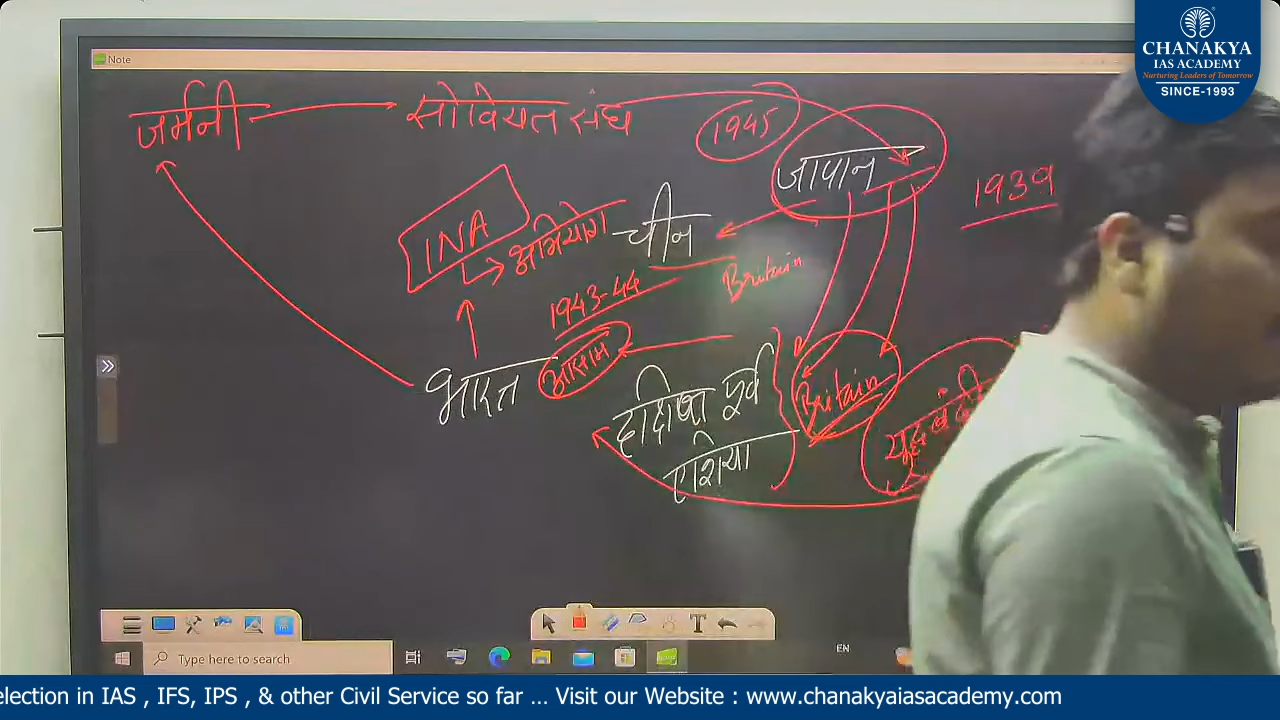 Note
CHANAKYA
IAS ACADEMY
Nurturing Leaders of Tomorrow
SINCE-1993
जर्मनी
सोवियत संघ
1945
जापान
1939
INA
अभियोग
चीन
1943-44
Britain
भारत
आसाम
दक्षिण पूर्व
एशिया
Britain
युद्ध बंदी
Type here to search
EN
election in IAS , IFS, IPS , & other Civil Service so far ... Visit our Website : www.chanakyaiasacademy.com